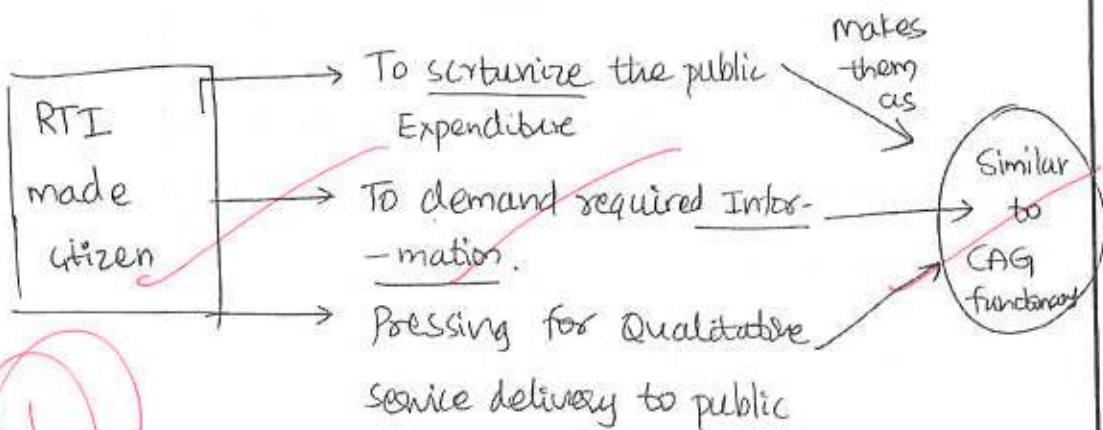 RTI
made
citizen
To scrtunize the public
Expenditure
To demand required Infor-
-mation.
Pressing for Qualitative
service delivery to public
makes
them
as
Similar
to
CAG